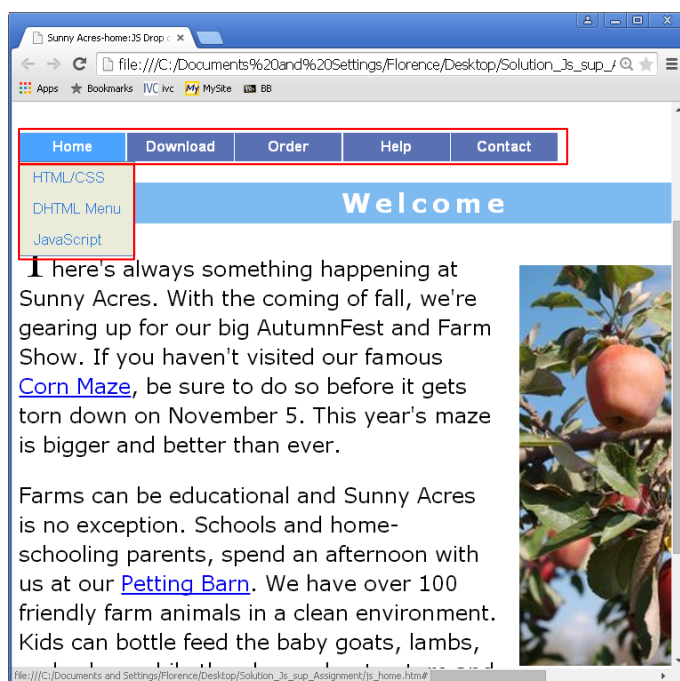 Sunny Acres-home:JS Drop
file:///C:/Documents%20and%20Settings/Florence/Desktop/Solution_Js_sup_
Apps Bookmarks IVC ivc My MySite BB BB
Home Download Order Help Contact
HTML/CSS
DHTML Menu
JavaScript
Welcome
There's always something happening at
Sunny Acres. With the coming of fall, we're
gearing up for our big AutumnFest and Farm
Show. If you haven't visited our famous
Corn Maze, be sure to do so before it gets
torn down on November 5. This year's maze
is bigger and better than ever.
Farms can be educational and Sunny Acres
is no exception. Schools and home-
schooling parents, spend an afternoon with
us at our Petting Barn. We have over 100
friendly farm animals in a clean environment.
Kids can bottle feed the baby goats, lambs,
file:///C:/Documents and Settings/Florence/Desktop/Solution_Js_sup_Assignment/js_home.htm#